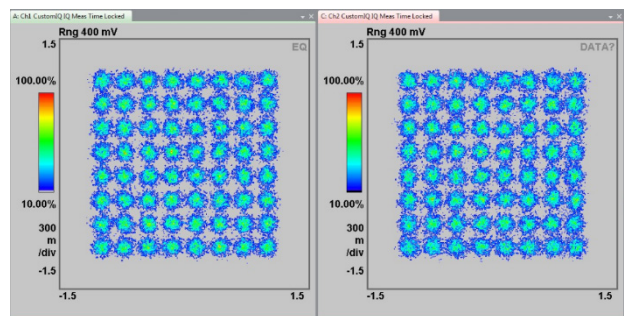 A: Ch1 CustomIQ IQ Meas Time Locked
Rng 400 mV
1.5
EQ
100.00%
10.00%
300
m
/div
-1.5
-1.5
1.5
C: Ch2 CustomIQ IQ Meas Time Locked
Rng 400 mV
1.5
DATA?
100.00%
10.00%
300
m
/div
-1.5
-1.5
1.5